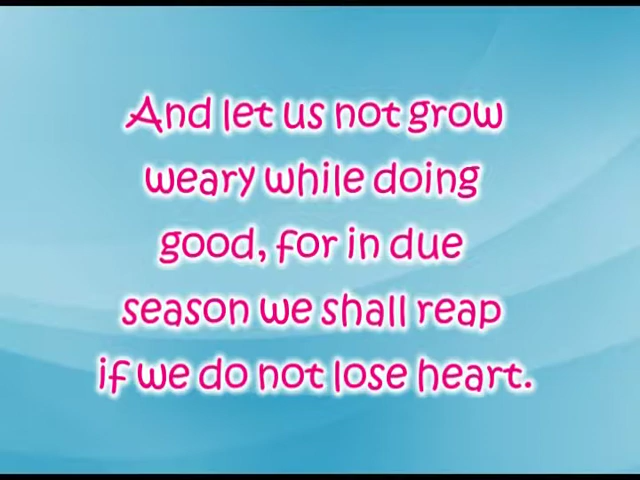 And let us not grow
weary while doing
good, for in due
season we shall reap
if we do not lose heart.